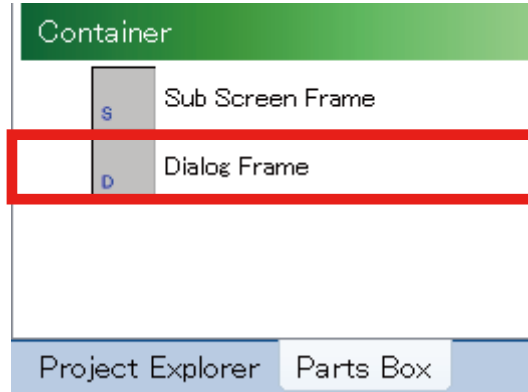 Container
S
Sub Screen Frame
D
Dialog Frame
Project Explorer Parts Box